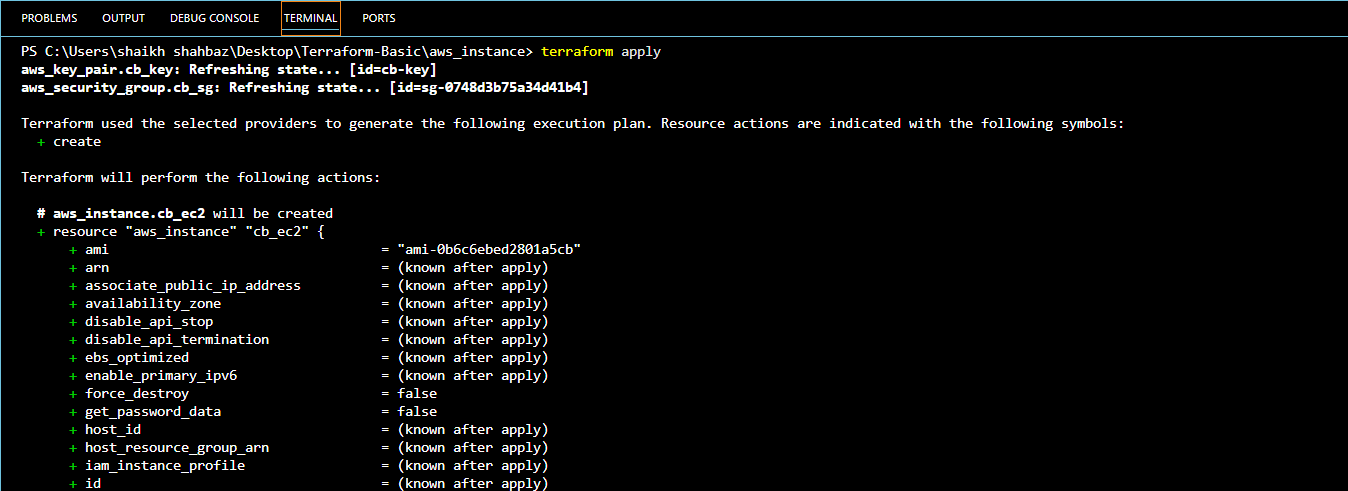 PROBLEMS OUTPUT DEBUG CONSOLE TERMINAL PORTS
PS C:\Users\shaikh shahbaz\Desktop\Terraform-Basic\aws_instance> terraform apply
aws_key_pair.cb_key: Refreshing state... [id=cb-key]
aws_security_group.cb_sg: Refreshing state... [id=sg-0748d3b75a34d41b4]
Terraform used the selected providers to generate the following execution plan. Resource actions are indicated with the following symbols:
+ create
Terraform will perform the following actions:
# aws_instance.cb_ec2 will be created
+ resource "aws_instance" "cb_ec2" {
+ ami = "ami-0b6c6ebed2801a5cb"
+ arn = (known after apply)
+ associate_public_ip_address = (known after apply)
+ availability_zone = (known after apply)
+ disable_api_stop = (known after apply)
+ disable_api_termination = (known after apply)
+ ebs_optimized = (known after apply)
+ enable_primary_ipv6 = (known after apply)
+ force_destroy = false
+ get_password_data = false
+ host_id = (known after apply)
+ host_resource_group_arn = (known after apply)
+ iam_instance_profile = (known after apply)
+ id = (known after apply)